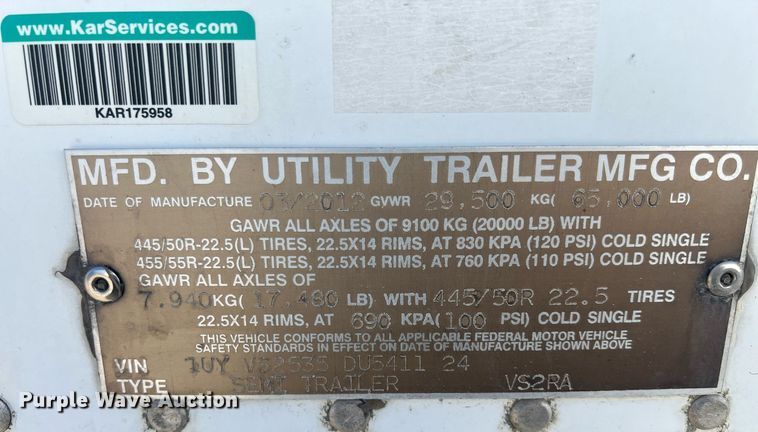 www.KarServices.com
KAR175958
MFD. BY UTILITY TRAILER MFG CO.
DATE OF MANUFACTURE 03/2012 GVWR 29,500 KG( 65,000 LB)
GAWR ALL AXLES OF 9100 KG (20000 LB) WITH
445/50R-22.5(L) TIRES, 22.5X14 RIMS, AT 830 KPA (120 PSI) COLD SINGLE
455/55R-22.5(L) TIRES, 22.5X14 RIMS, AT 760 KPA (110 PSI) COLD SINGLE
GAWR ALL AXLES OF
7,940KG( 17,480 LB) WITH 445/50R 22.5 TIRES
22.5X14 RIMS, AT 690 KPA(100 PSI) COLD SINGLE
THIS VEHICLE CONFORMS TO ALL APPLICABLE FEDERAL MOTOR VEHICLE
SAFETY STANDARDS IN EFFECT ON DATE OF MANUFACTURE SHOWN ABOVE
VIN 1UY DU5411 24
TYPE SEMI TRAILER VS2RA
Purple Wave Auction